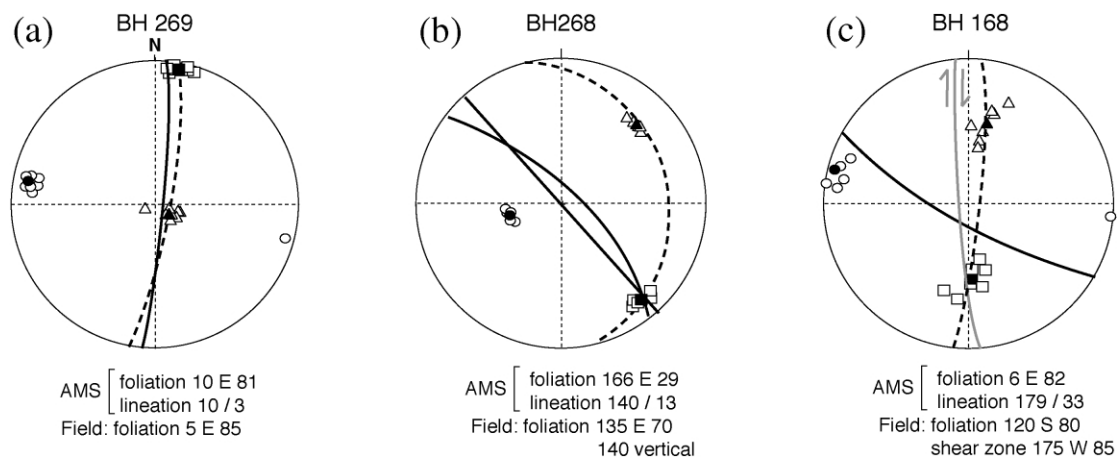 (a) BH 269
N
AMS
foliation 10 E 81
lineation 10 / 3
Field: foliation 5 E 85
(b) BH268
AMS
foliation 166 E 29
lineation 140 / 13
Field: foliation 135 E 70
140 vertical
(c) BH 168
AMS
foliation 6 E 82
lineation 179 / 33
Field: foliation 120 S 80
shear zone 175 W 85